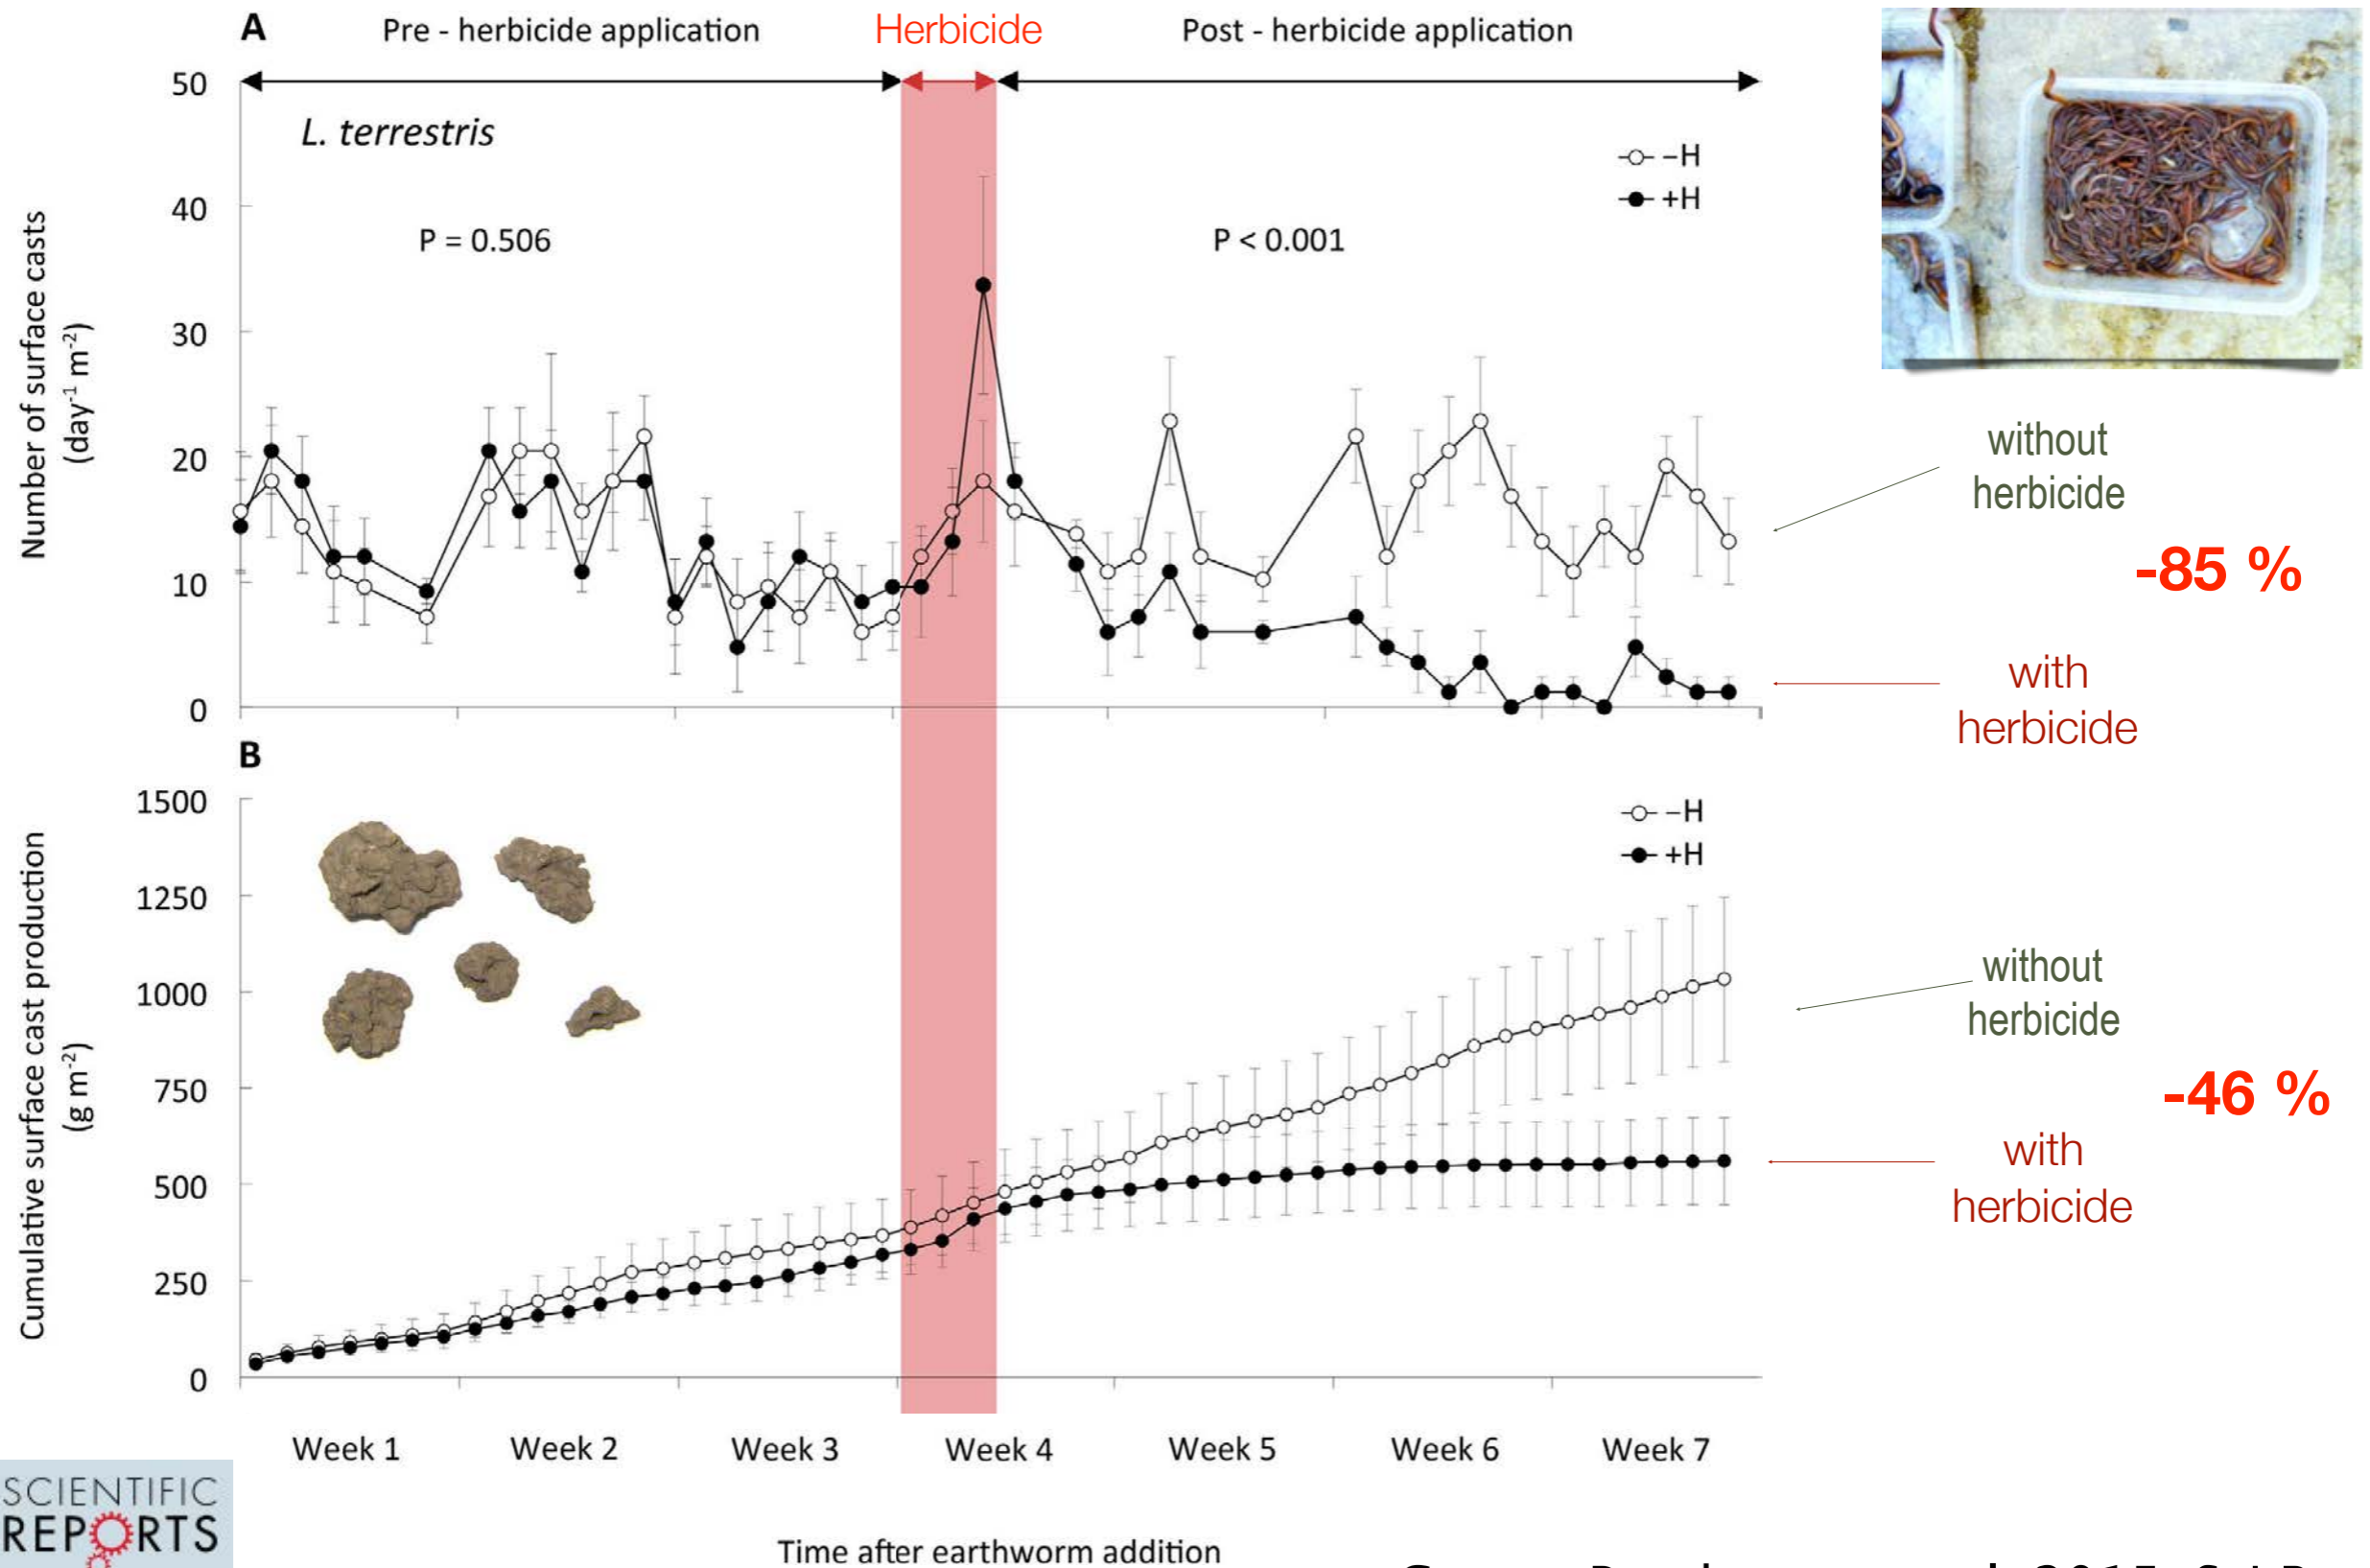 A
Pre - herbicide application
Herbicide
Post - herbicide application
50
40
30
20
10
0
Number of surface casts
(day-1 m-2)
L. terrestris
P = 0.506
P < 0.001
–H
+H
without
herbicide
-85 %
with
herbicide
B
1500
1250
1000
750
500
250
0
Cumulative surface cast production
(g m-2)
–H
+H
without
herbicide
-46 %
with
herbicide
Week 1 Week 2 Week 3 Week 4 Week 5 Week 6 Week 7
Time after earthworm addition
SCIENTIFIC
REPORTS